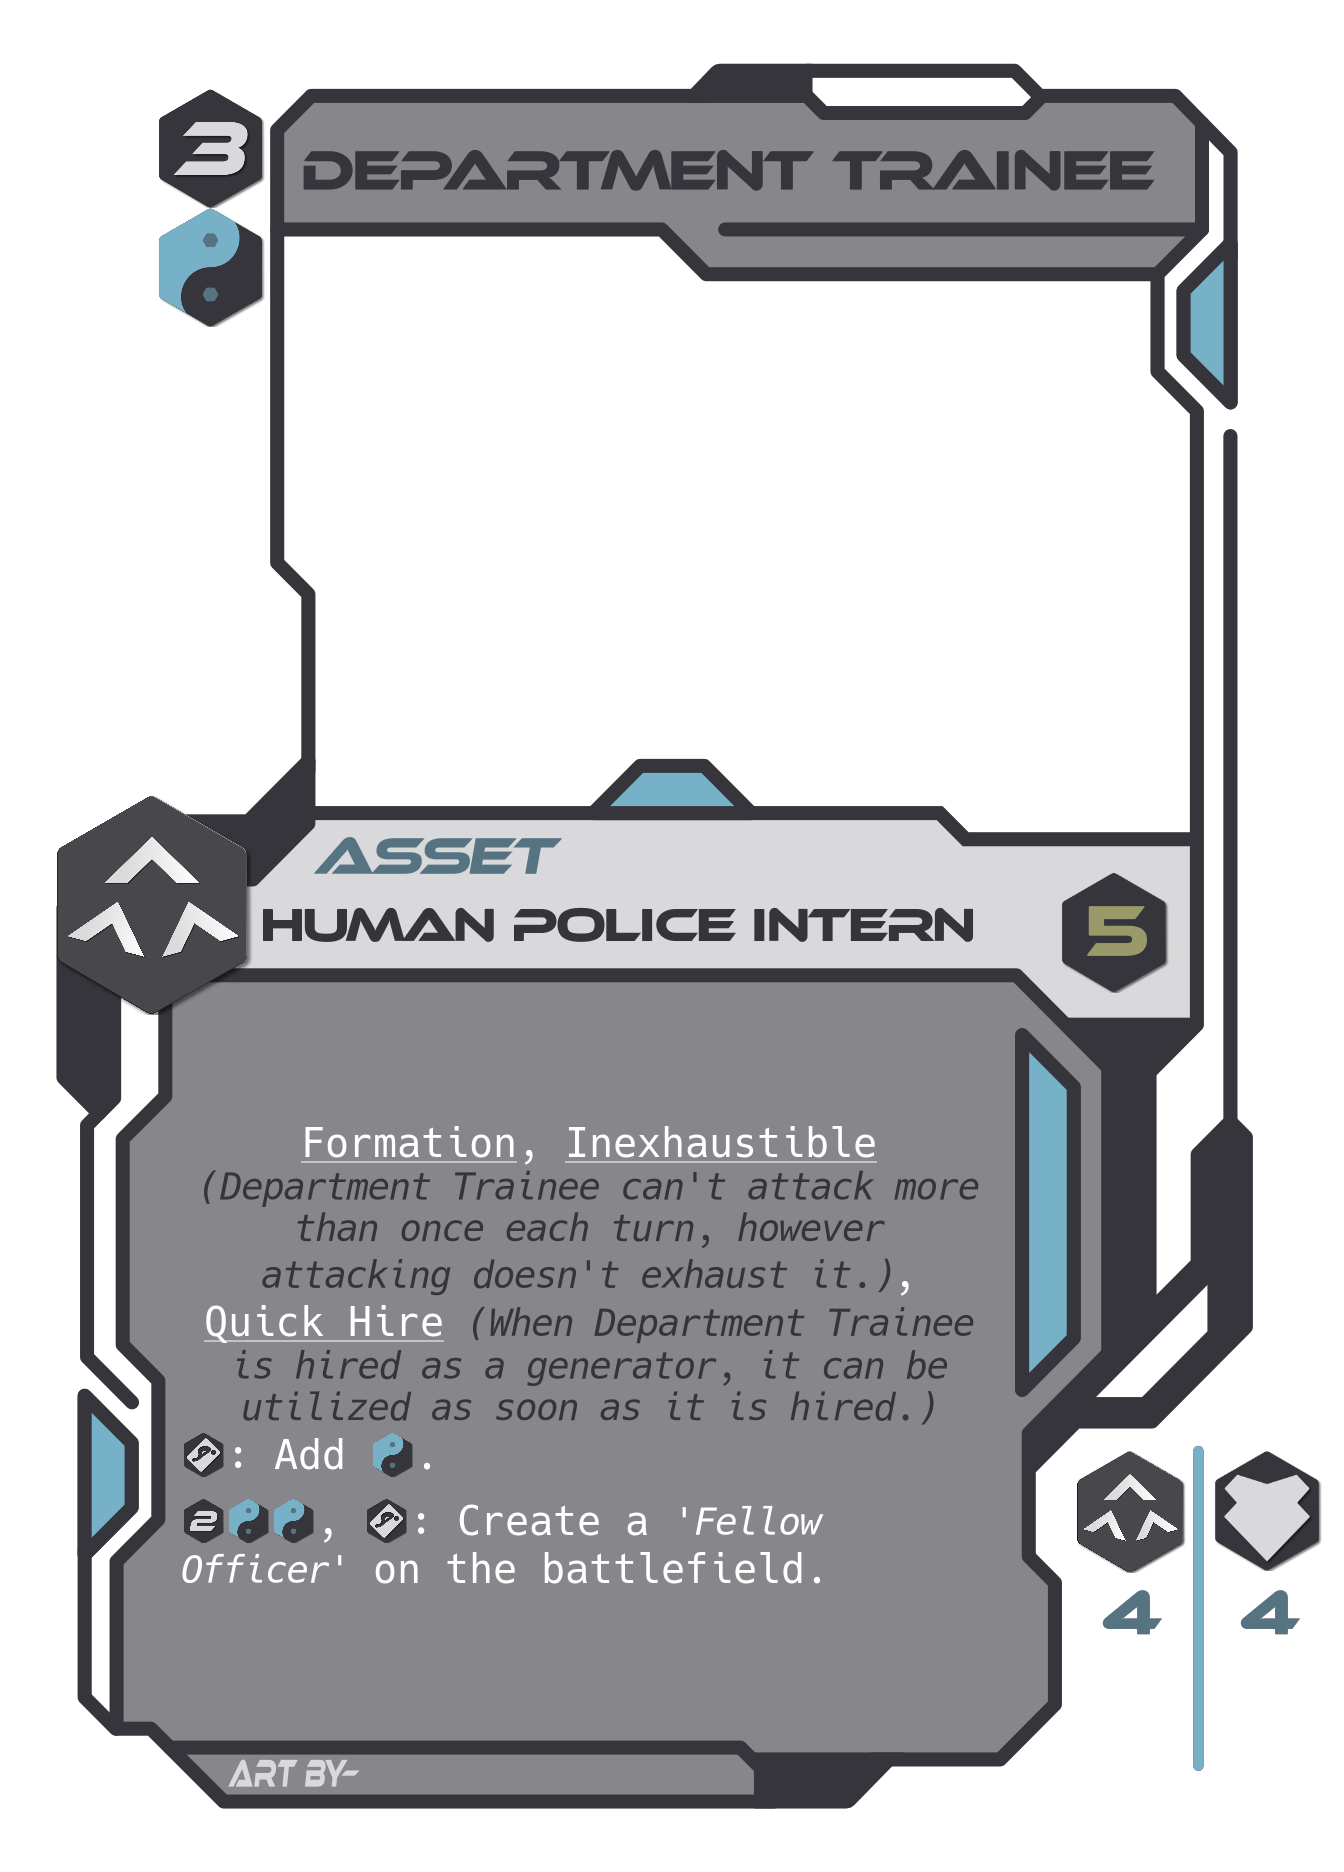 3
DEPARTMENT TRAINEE
ASSET
HUMAN POLICE INTERN
5
Formation, Inexhaustible
(Department Trainee can't attack more
than once each turn, however
attacking doesn't exhaust it.),
Quick Hire (When Department Trainee
is hired as a generator, it can be
utilized as soon as it is hired.)
: Add .
2, : Create a 'Fellow
Officer' on the battlefield.
4 4
ART BY-